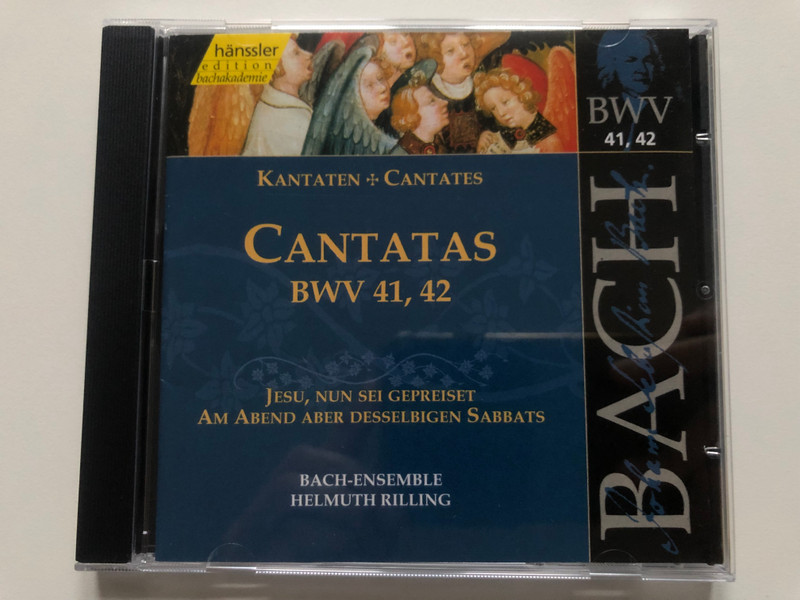 hänssler
edition
bachakademie
BWV
41, 42
KANTATEN ✢ CANTATES
CANTATAS
BWV 41, 42
JESU, NUN SEI GEPREISET
AM ABEND ABER DESSELBIGEN SABBATS
BACH-ENSEMBLE
HELMUTH RILLING
BACH